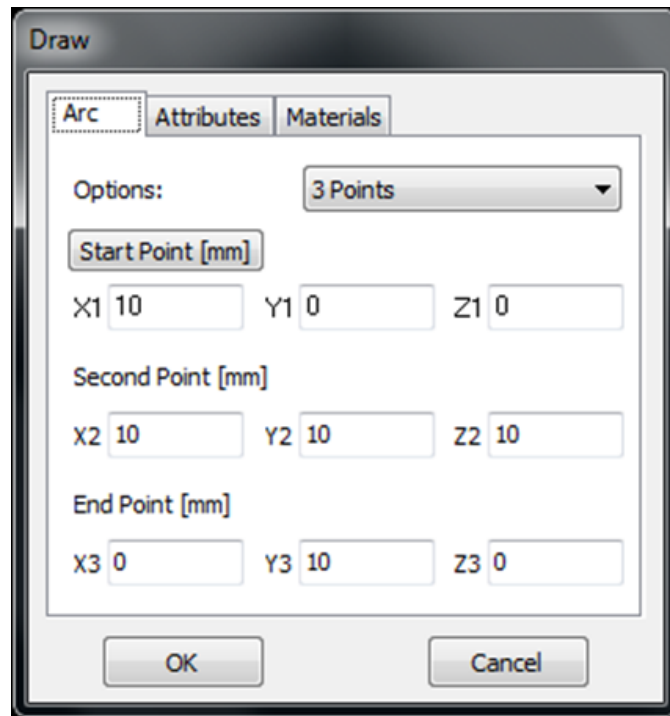 Draw
Arc Attributes Materials
Options: 3 Points
Start Point [mm]
X1 10 Y1 0 Z1 0
Second Point [mm]
X2 10 Y2 10 Z2 10
End Point [mm]
X3 0 Y3 10 Z3 0
OK Cancel